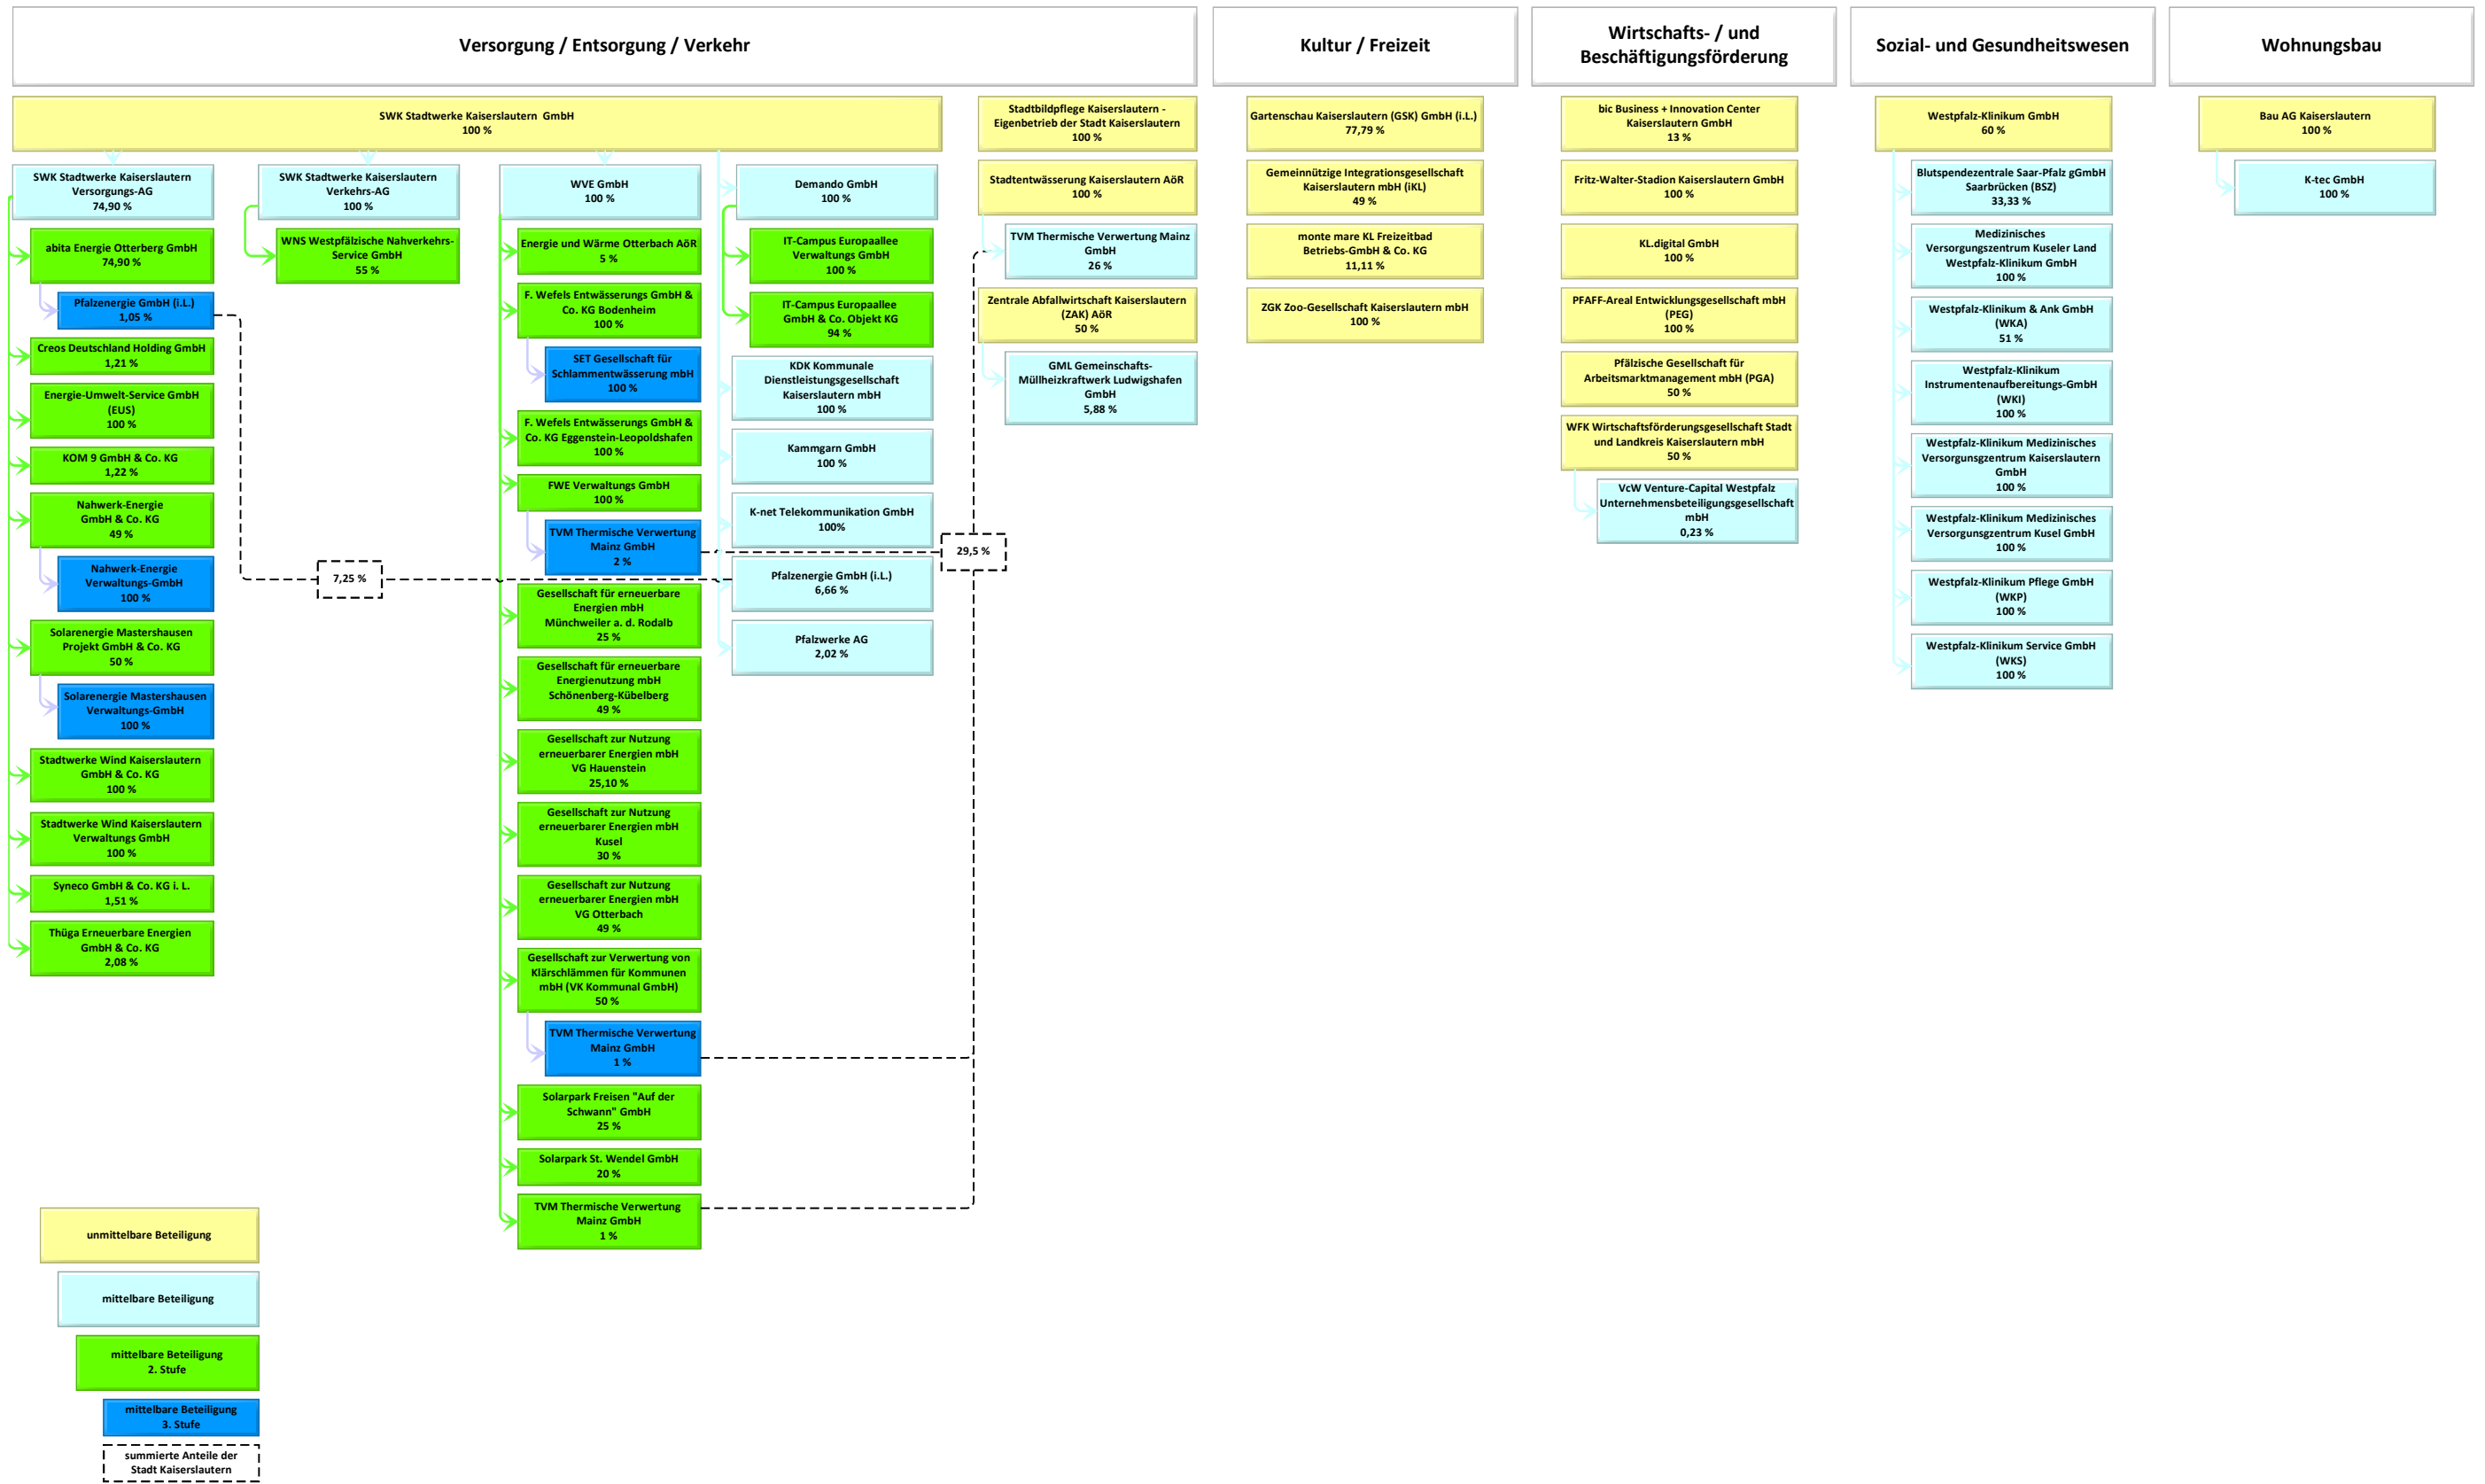 Versorgung / Entsorgung / Verkehr
Kultur / Freizeit
Wirtschafts- / und
Beschäftigungsförderung
Sozial- und Gesundheitswesen
Wohnungsbau
SWK Stadtwerke Kaiserslautern  GmbH
100 %
SWK Stadtwerke Kaiserslautern
Versorgungs-AG
74,90 %
abita Energie Otterberg GmbH
74,90 %
Pfalzenergie GmbH (i.L.)
1,05 %
Creos Deutschland Holding GmbH
1,21 %
Energie-Umwelt-Service GmbH
(EUS)
100 %
KOM 9 GmbH & Co. KG
1,22 %
Nahwerk-Energie
GmbH & Co. KG
49 %
Nahwerk-Energie
Verwaltungs-GmbH
100 %
Solarenergie Mastershausen
Projekt GmbH & Co. KG
50 %
Solarenergie Mastershausen
Verwaltungs-GmbH
100 %
Stadtwerke Wind Kaiserslautern
GmbH & Co. KG
100 %
Stadtwerke Wind Kaiserslautern
Verwaltungs GmbH
100 %
Syneco GmbH & Co. KG i. L.
1,51 %
Thüga Erneuerbare Energien
GmbH & Co. KG
2,08 %
SWK Stadtwerke Kaiserslautern
Verkehrs-AG
100 %
WNS Westpfälzische Nahverkehrs-
Service GmbH
55 %
7,25 %
WVE GmbH
100 %
Energie und Wärme Otterbach AöR
5 %
F. Wefels Entwässerungs GmbH &
Co. KG Bodenheim
100 %
SET Gesellschaft für
Schlammentwässerung mbH
100 %
F. Wefels Entwässerungs GmbH &
Co. KG Eggenstein-Leopoldshafen
100 %
FWE Verwaltungs GmbH
100 %
TVM Thermische Verwertung
Mainz GmbH
2 %
Gesellschaft für erneuerbare
Energien mbH
Münchweiler a. d. Rodalb
25 %
Gesellschaft für erneuerbare
Energienutzung mbH
Schönenberg-Kübelberg
49 %
Gesellschaft zur Nutzung
erneuerbarer Energien mbH
VG Hauenstein
25,10 %
Gesellschaft zur Nutzung
erneuerbarer Energien mbH
Kusel
30 %
Gesellschaft zur Nutzung
erneuerbarer Energien mbH
VG Otterbach
49 %
Gesellschaft zur Verwertung von
Klärschlämmen für Kommunen
mbH (VK Kommunal GmbH)
50 %
TVM Thermische Verwertung
Mainz GmbH
1 %
Solarpark Freisen "Auf der
Schwann" GmbH
25 %
Solarpark St. Wendel GmbH
20 %
TVM Thermische Verwertung
Mainz GmbH
1 %
Demando GmbH
100 %
IT-Campus Europaallee
Verwaltungs GmbH
100 %
IT-Campus Europaallee
GmbH & Co. Objekt KG
94 %
KDK Kommunale
Dienstleistungsgesellschaft
Kaiserslautern mbH
100 %
Kammgarn GmbH
100 %
K-net Telekommunikation GmbH
100%
Pfalzenergie GmbH (i.L.)
6,66 %
Pfalzwerke AG
2,02 %
29,5 %
Stadtbildpflege Kaiserslautern -
Eigenbetrieb der Stadt Kaiserslautern
100 %
Stadtentwässerung Kaiserslautern AöR
100 %
TVM Thermische Verwertung Mainz
GmbH
26 %
Zentrale Abfallwirtschaft Kaiserslautern
(ZAK) AöR
50 %
GML Gemeinschafts-
Müllheizkraftwerk Ludwigshafen
GmbH
5,88 %
Gartenschau Kaiserslautern (GSK) GmbH (i.L.)
77,79 %
Gemeinnützige Integrationsgesellschaft
Kaiserslautern mbH (iKL)
49 %
monte mare KL Freizeitbad
Betriebs-GmbH & Co. KG
11,11 %
ZGK Zoo-Gesellschaft Kaiserslautern mbH
100 %
bic Business + Innovation Center
Kaiserslautern GmbH
13 %
Fritz-Walter-Stadion Kaiserslautern GmbH
100 %
KL.digital GmbH
100 %
PFAFF-Areal Entwicklungsgesellschaft mbH
(PEG)
100 %
Pfälzische Gesellschaft für
Arbeitsmarktmanagement mbH (PGA)
50 %
WFK Wirtschaftsförderungsgesellschaft Stadt
und Landkreis Kaiserslautern mbH
50 %
VcW Venture-Capital Westpfalz
Unternehmensbeteiligungsgesellschaft
mbH
0,23 %
Westpfalz-Klinikum GmbH
60 %
Blutspendezentrale Saar-Pfalz gGmbH
Saarbrücken (BSZ)
33,33 %
Medizinisches
Versorgungszentrum Kuseler Land
Westpfalz-Klinikum GmbH
100 %
Westpfalz-Klinikum & Ank GmbH
(WKA)
51 %
Westpfalz-Klinikum
Instrumentenaufbereitungs-GmbH
(WKI)
100 %
Westpfalz-Klinikum Medizinisches
Versorgunsgzentrum Kaiserslautern
GmbH
100 %
Westpfalz-Klinikum Medizinisches
Versorgunsgzentrum Kusel GmbH
100 %
Westpfalz-Klinikum Pflege GmbH
(WKP)
100 %
Westpfalz-Klinikum Service GmbH
(WKS)
100 %
Bau AG Kaiserslautern
100 %
K-tec GmbH
100 %
unmittelbare Beteiligung
mittelbare Beteiligung
mittelbare Beteiligung
2. Stufe
mittelbare Beteiligung
3. Stufe
summierte Anteile der
Stadt Kaiserslautern